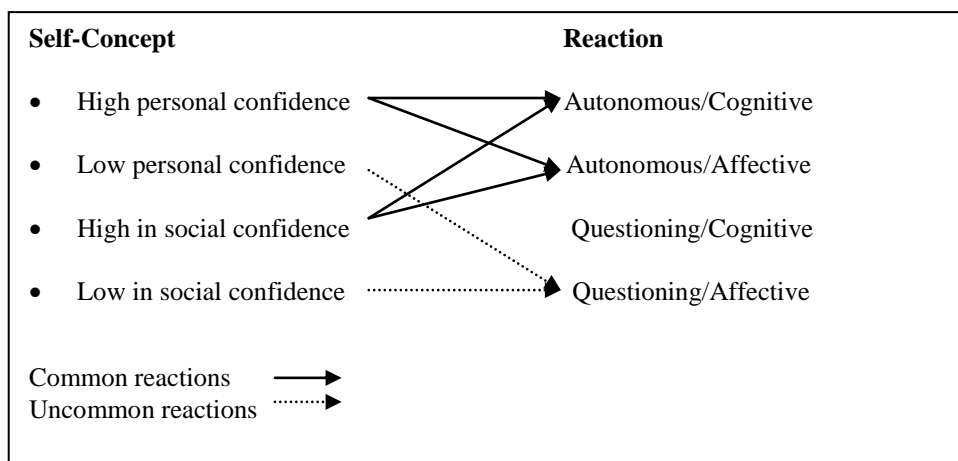 Self-Concept Reaction
• High personal confidence Autonomous/Cognitive
• Low personal confidence Autonomous/Affective
• High in social confidence Questioning/Cognitive
• Low in social confidence Questioning/Affective
Common reactions
Uncommon reactions